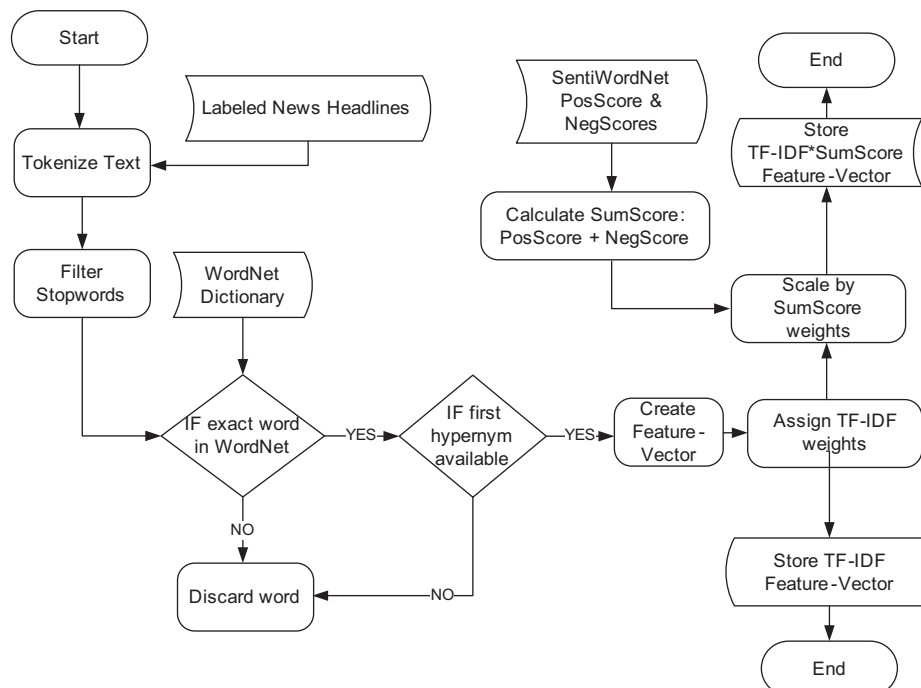 Start
Labeled News Headlines
Tokenize Text
Filter
Stopwords
WordNet
Dictionary
IF exact word
in WordNet
YES
NO
Discard word
IF first
hypernym
available
YES
NO
Create
Feature-
Vector
Assign TF-IDF
weights
SentiWordNet
PosScore &
NegScores
Calculate SumScore:
PosScore + NegScore
Scale by
SumScore
weights
Store
TF-IDF*SumScore
Feature-Vector
End
Store TF-IDF
Feature-Vector
End